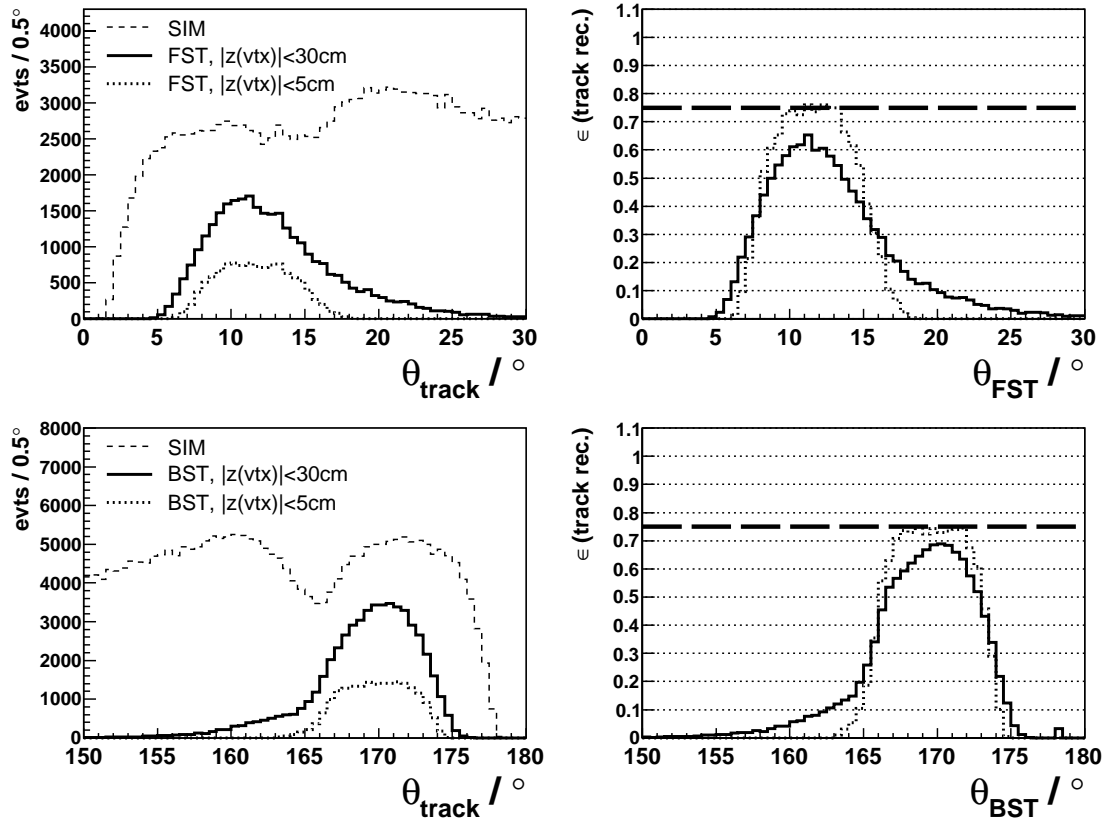 evts / 0.5°
4000
3500
3000
2500
2000
1500
1000
500
0
SIM
FST, |z(vtx)|<30cm
FST, |z(vtx)|<5cm
0 5 10 15 20 25 30
θtrack / °
∈ (track rec.)
1.1
1
0.9
0.8
0.7
0.6
0.5
0.4
0.3
0.2
0.1
0
0 5 10 15 20 25 30
θFST / °
evts / 0.5°
8000
7000
6000
5000
4000
3000
2000
1000
0
SIM
BST, |z(vtx)|<30cm
BST, |z(vtx)|<5cm
150 155 160 165 170 175 180
θtrack / °
∈ (track rec.)
1.1
1
0.9
0.8
0.7
0.6
0.5
0.4
0.3
0.2
0.1
0
150 155 160 165 170 175 180
θBST / °